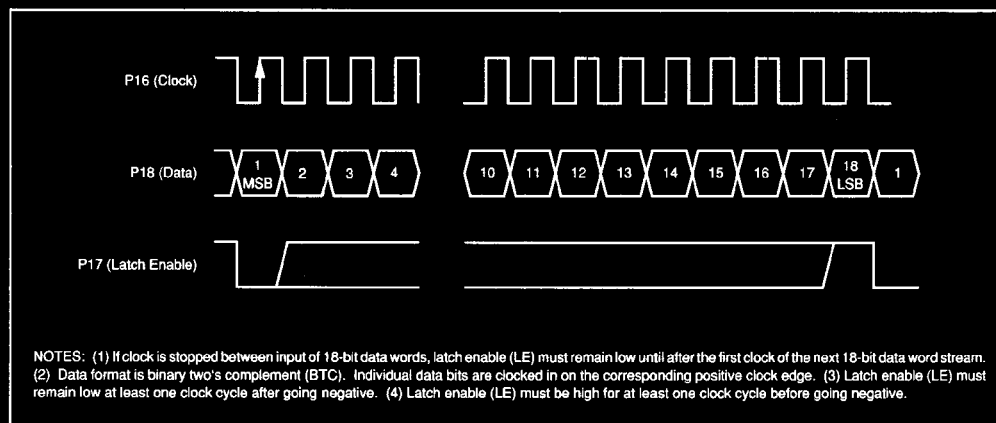 P16 (Clock)
P18 (Data)
1 MSB 2 3 4 10 11 12 13 14 15 16 17 18 LSB 1
P17 (Latch Enable)
NOTES: (1) If clock is stopped between input of 18-bit data words, latch enable (LE) must remain low until after the first clock of the next 18-bit data word stream.
(2) Data format is binary two's complement (BTC). Individual data bits are clocked in on the corresponding positive clock edge. (3) Latch enable (LE) must
remain low at least one clock cycle after going negative. (4) Latch enable (LE) must be high for at least one clock cycle before going negative.